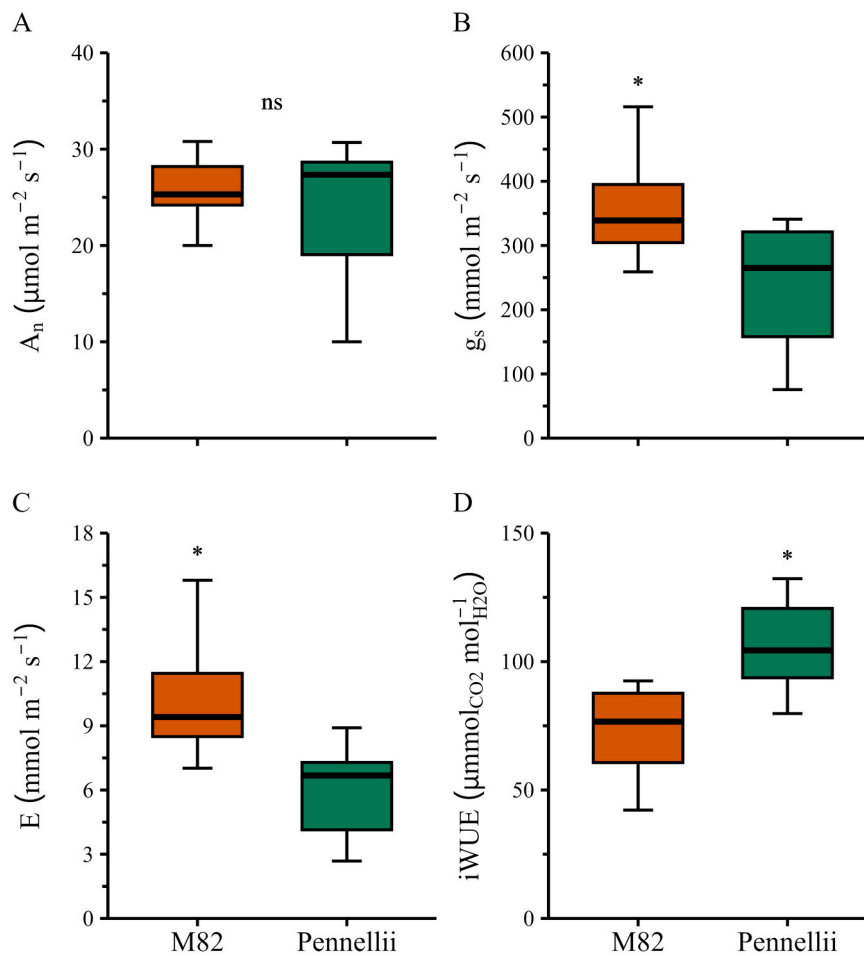 A
40
30
20
10
0
Aₙ (μmol m⁻² s⁻¹)
ns
B
600
500
400
300
200
100
0
gₛ (mmol m⁻² s⁻¹)
*
C
18
15
12
9
6
3
0
E (mmol m⁻² s⁻¹)
*
M82 Pennellii
D
150
100
50
0
iWUE (μmmol_CO2 mol⁻¹_H2O)
*
M82 Pennellii